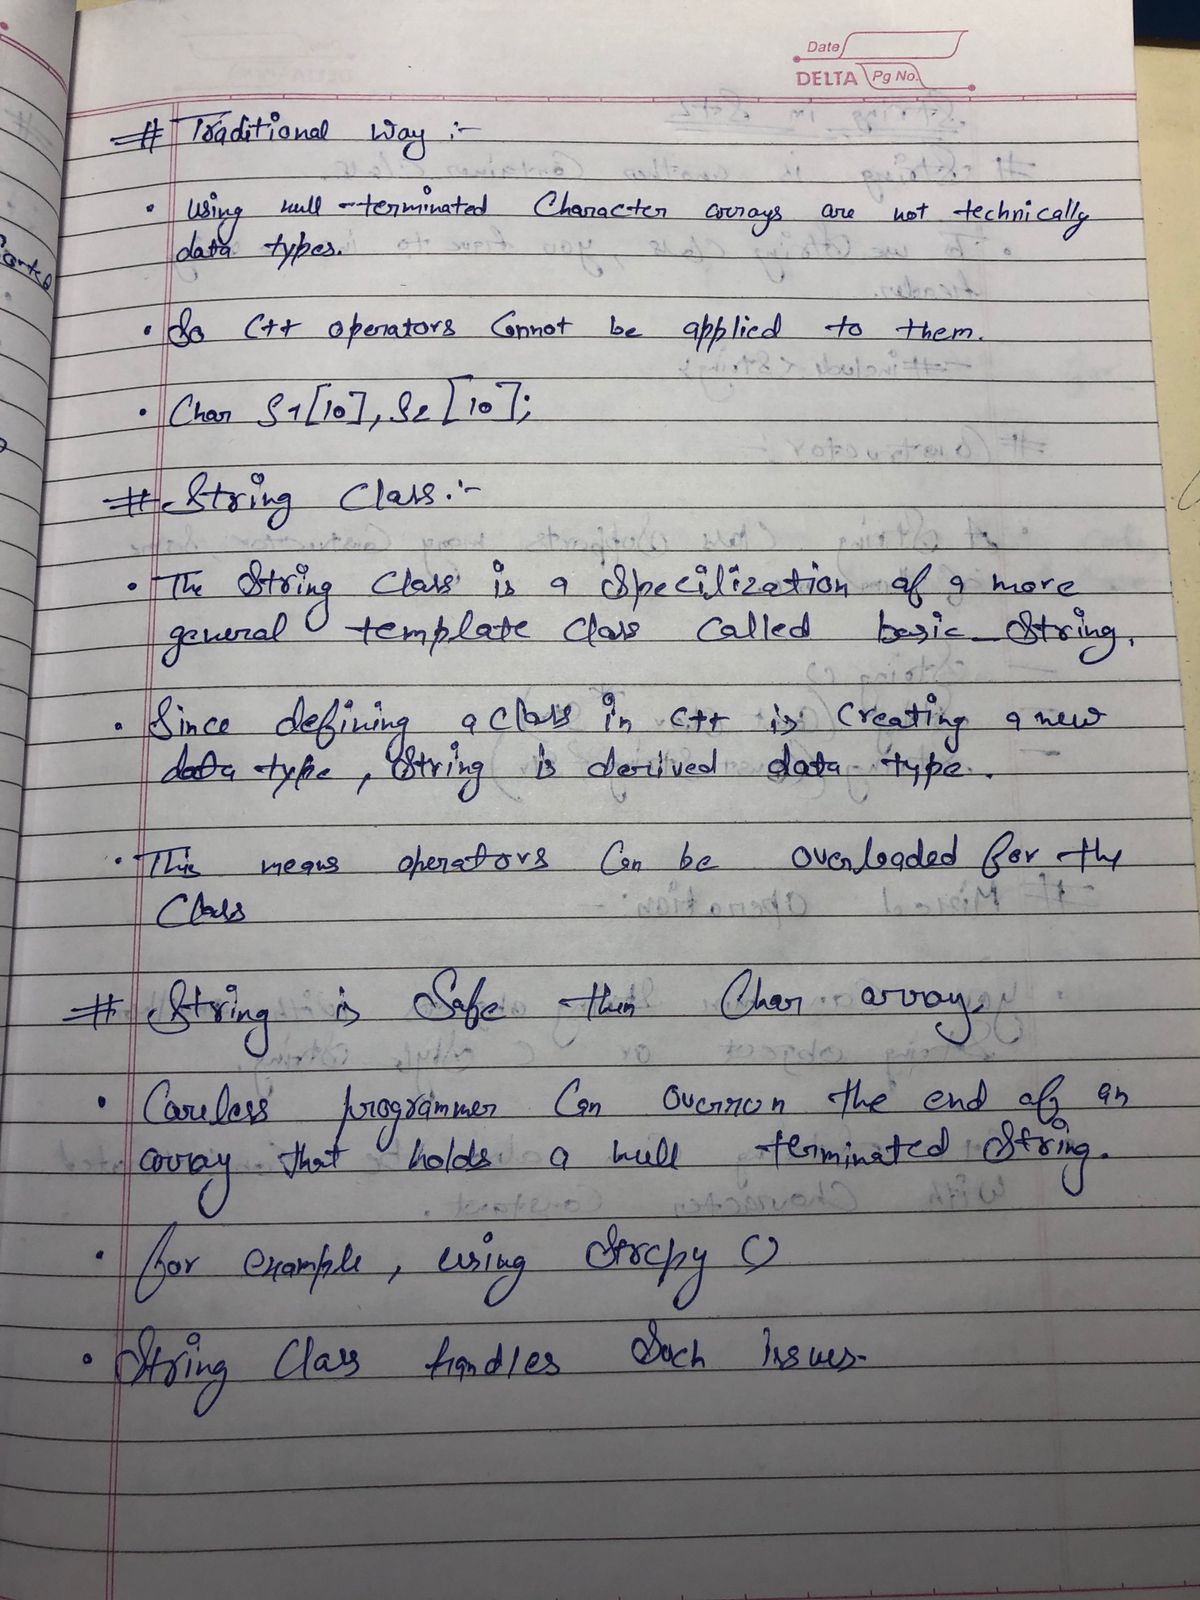 Date
DELTA Pg No.
# Traditional Way :-
• Using null-terminated Character arrays are not technically
data types.
• So C++ operators Cannot be applied to them.
• Char S1[10], S2[10];
# String Class :-
• The String Class is a Specilization of a more
general template class called basic_string.
• Since defining a class in C++ is Creating a new
data type, String is derived data type.
• This means operators Can be overloaded for the
Class
# String is Safe then Char array.
• Careless programmer Can overrun the end of an
array that holds a null terminated String.
• for example, using Strcpy ()
• String Class handles Such issues.